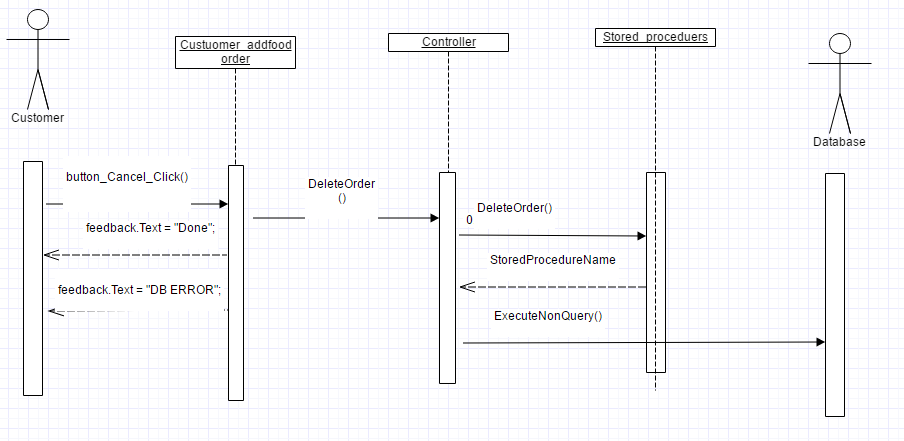 Custuomer_addfood
order
Controller
Stored_proceduers
Customer
Database
button_Cancel_Click()
DeleteOrder
()
DeleteOrder()
0
feedback.Text = "Done";
StoredProcedureName
feedback.Text = "DB ERROR";
ExecuteNonQuery()